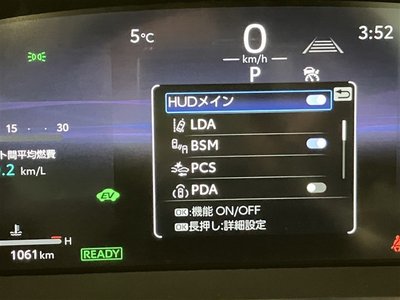 5℃
0
km/h
P
3:52
HUDメイン
LDA
BSM
PCS
PDA
OK:機能 ON/OFF
OK長押し:詳細設定
15 30
ト間平均燃費
.2 km/L
EV
H
1061 km
READY